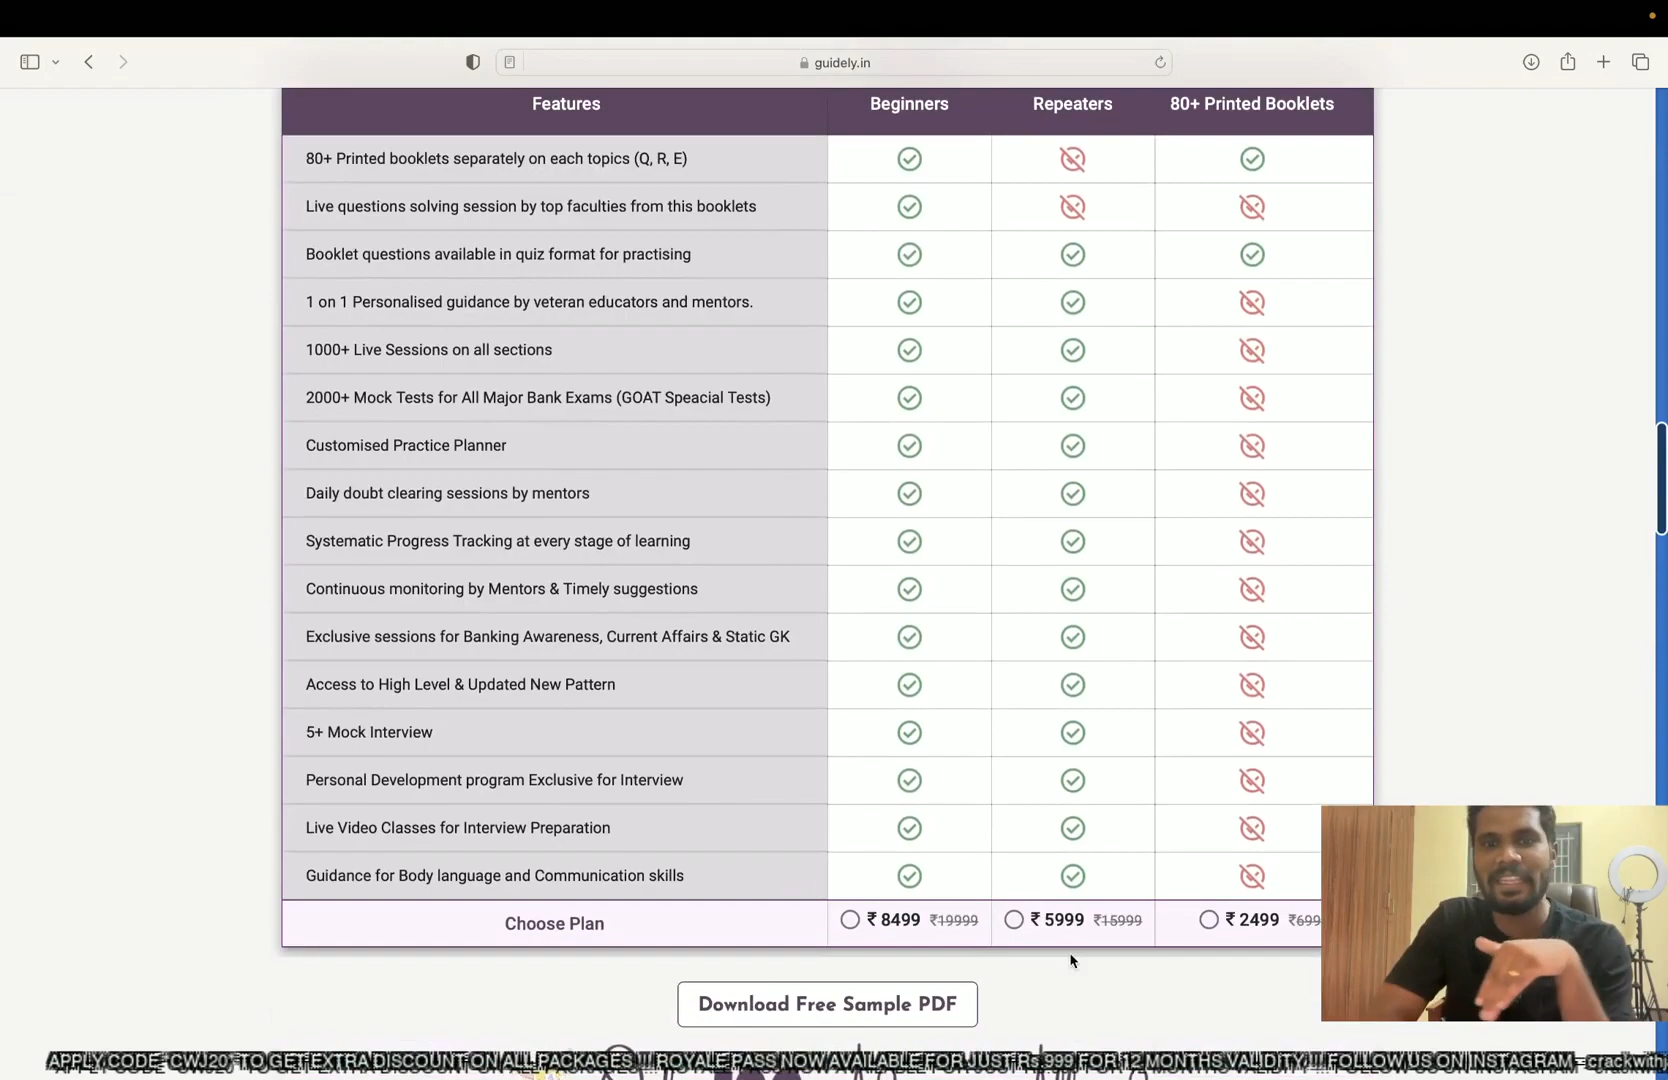 guidely.in
Features Beginners Repeaters 80+ Printed Booklets
80+ Printed booklets separately on each topics (Q, R, E)
Live questions solving session by top faculties from this booklets
Booklet questions available in quiz format for practising
1 on 1 Personalised guidance by veteran educators and mentors.
1000+ Live Sessions on all sections
2000+ Mock Tests for All Major Bank Exams (GOAT Speacial Tests)
Customised Practice Planner
Daily doubt clearing sessions by mentors
Systematic Progress Tracking at every stage of learning
Continuous monitoring by Mentors & Timely suggestions
Exclusive sessions for Banking Awareness, Current Affairs & Static GK
Access to High Level & Updated New Pattern
5+ Mock Interview
Personal Development program Exclusive for Interview
Live Video Classes for Interview Preparation
Guidance for Body language and Communication skills
Choose Plan ₹ 8499 ₹19999 ₹ 5999 ₹15999 ₹ 2499 ₹699
Download Free Sample PDF
APPLY CODE "CWJ20" TO GET EXTRA DISCOUNT ON ALL PACKAGES !!! ROYALE PASS NOW AVAILABLE FOR JUST Rs.999 FOR 12 MONTHS VALIDITY !!! FOLLOW US ON INSTAGRAM